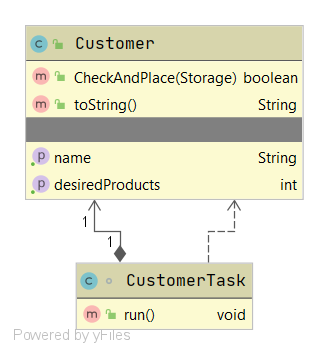 Customer
CheckAndPlace(Storage) boolean
toString() String
name String
desiredProducts int
1
1
CustomerTask
run() void
Powered by yFiles